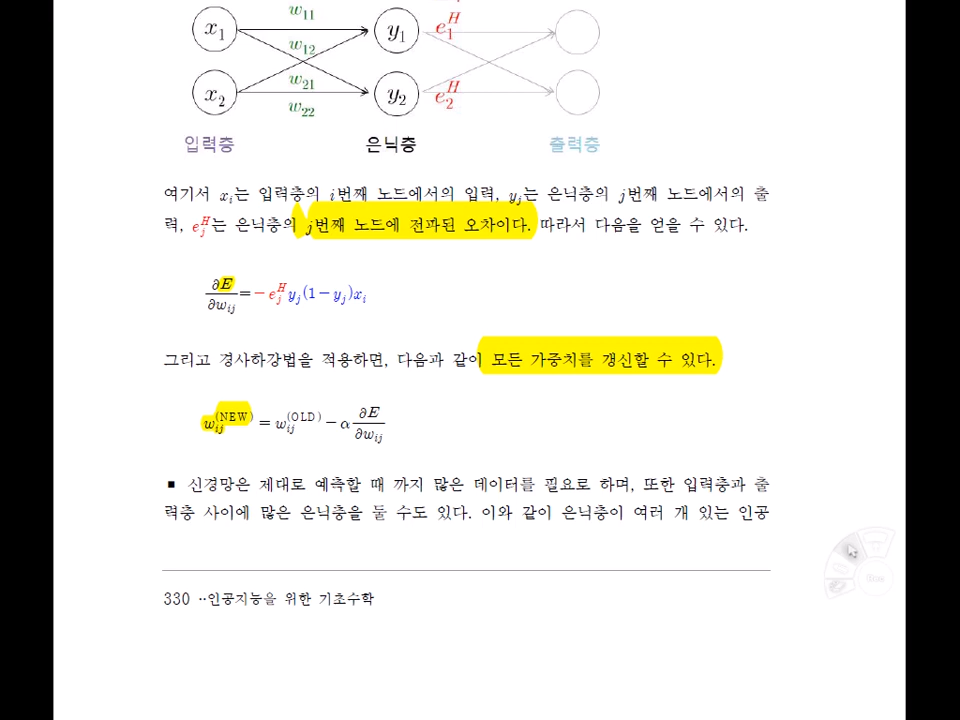 w₁₁
x₁ y₁ e₁ᴴ
w₁₂
w₂₁
x₂ y₂ e₂ᴴ
w₂₂
입력층 은닉층 출력층
여기서 xᵢ는 입력층의 i번째 노드에서의 입력, yⱼ는 은닉층의 j번째 노드에서의 출
력, eⱼᴴ는 은닉층의 j번째 노드에 전파된 오차이다. 따라서 다음을 얻을 수 있다.
∂E/∂wᵢⱼ = − eⱼᴴ yⱼ(1 − yⱼ)xᵢ
그리고 경사하강법을 적용하면, 다음과 같이 모든 가중치를 갱신할 수 있다.
wᵢⱼ^(NEW) = wᵢⱼ^(OLD) − α ∂E/∂wᵢⱼ
■ 신경망은 제대로 예측할 때 까지 많은 데이터를 필요로 하며, 또한 입력층과 출
력층 사이에 많은 은닉층을 둘 수도 있다. 이와 같이 은닉층이 여러 개 있는 인공
330 ··인공지능을 위한 기초수학